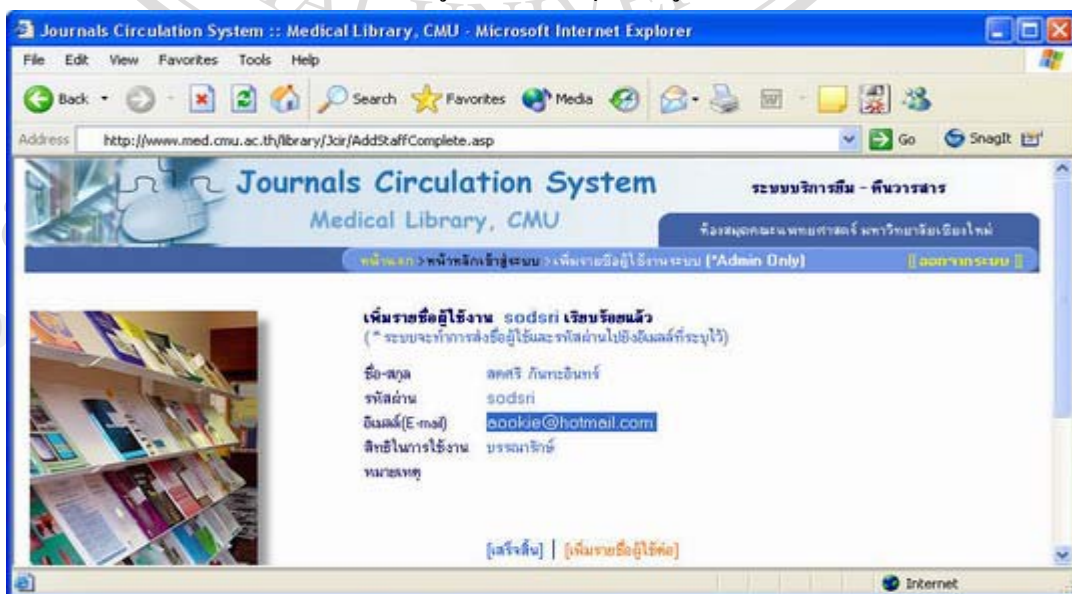 Journals Circulation System :: Medical Library, CMU - Microsoft Internet Explorer
File Edit View Favorites Tools Help
Back Search Favorites Media
Address http://www.med.cmu.ac.th/library/Jcir/AddStaffComplete.asp Go SnagIt
Journals Circulation System
ระบบบริการยืม - คืนวารสาร
Medical Library, CMU
ห้องสมุดคณะแพทยศาสตร์ มหาวิทยาลัยเชียงใหม่
หน้าแรก > หน้าหลักเข้าสู่ระบบ > เพิ่มรายชื่อผู้ใช้งานระบบ (*Admin Only) [[ ออกจากระบบ ]]
เพิ่มรายชื่อผู้ใช้งาน sodsri เรียบร้อยแล้ว
( * ระบบจะทำการส่งชื่อผู้ใช้และรหัสผ่านไปยังอีเมลล์ที่ระบุไว้)
ชื่อ-สกุล สดศรี กันทะอินทร์
รหัสผ่าน sodsri
อีเมลล์(E-mail) aookie@hotmail.com
สิทธิในการใช้งาน บรรณารักษ์
หมายเหตุ
[เสร็จสิ้น] | [เพิ่มรายชื่อผู้ใช้ต่อ]
Internet